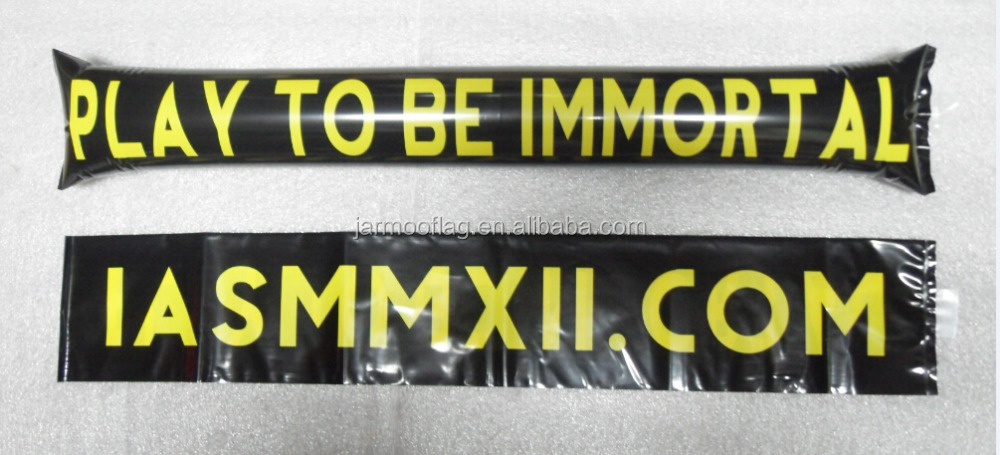 PLAY TO BE IMMORTAL
jarmooflag.en.alibaba.com
IASMMXII.COM